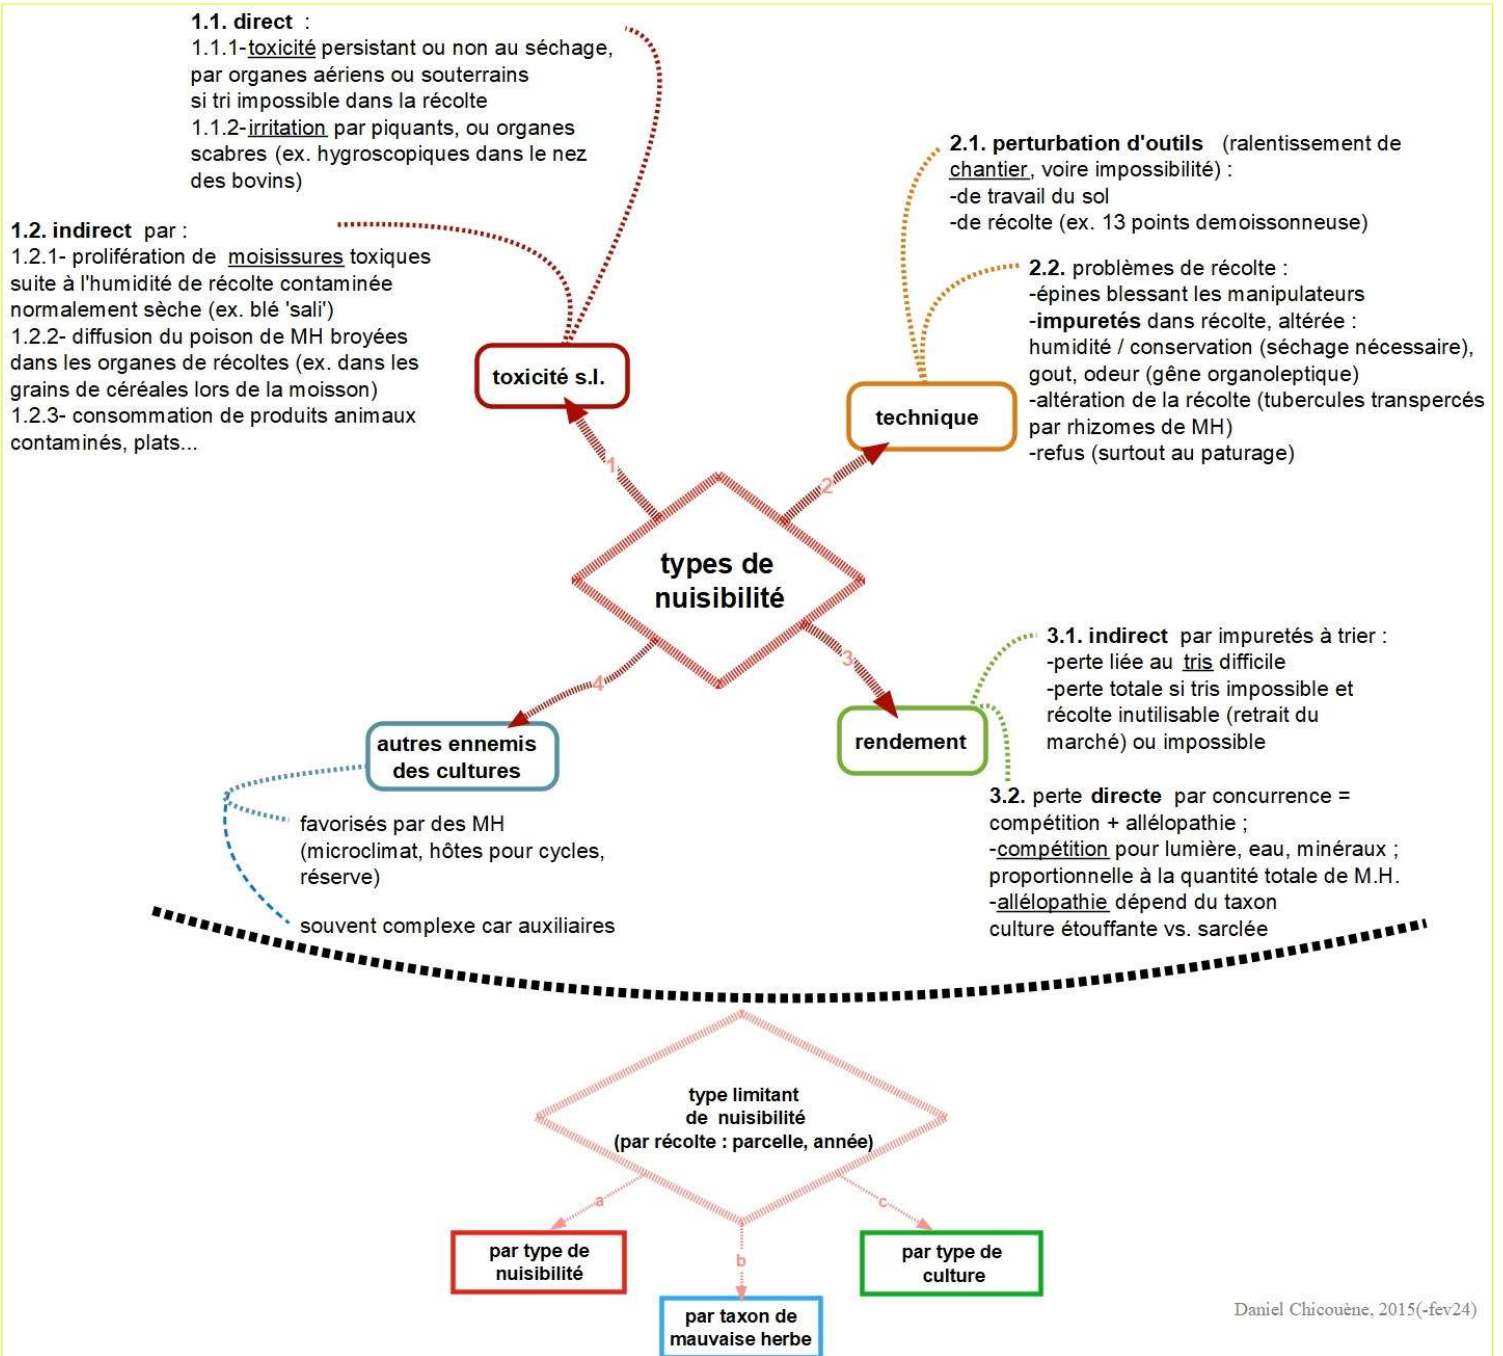 1.1. direct :
1.1.1-toxicité persistant ou non au séchage,
par organes aériens ou souterrains
si tri impossible dans la récolte
1.1.2-irritation par piquants, ou organes
scabres (ex. hygroscopiques dans le nez
des bovins)
1.2. indirect par :
1.2.1- prolifération de moisissures toxiques
suite à l'humidité de récolte contaminée
normalement sèche (ex. blé 'sali')
1.2.2- diffusion du poison de MH broyées
dans les organes de récoltes (ex. dans les
grains de céréales lors de la moisson)
1.2.3- consommation de produits animaux
contaminés, plats...
toxicité s.l.
2.1. perturbation d'outils (ralentissement de
chantier, voire impossibilité) :
-de travail du sol
-de récolte (ex. 13 points demoissonneuse)
2.2. problèmes de récolte :
-épines blessant les manipulateurs
-impuretés dans récolte, altérée :
humidité / conservation (séchage nécessaire),
gout, odeur (gêne organoleptique)
-altération de la récolte (tubercules transpercés
par rhizomes de MH)
-refus (surtout au paturage)
technique
1
2
types de
nuisibilité
3
4
autres ennemis
des cultures
favorisés par des MH
(microclimat, hôtes pour cycles,
réserve)
souvent complexe car auxiliaires
rendement
3.1. indirect par impuretés à trier :
-perte liée au tris difficile
-perte totale si tris impossible et
récolte inutilisable (retrait du
marché) ou impossible
3.2. perte directe par concurrence =
compétition + allélopathie ;
-compétition pour lumière, eau, minéraux ;
proportionnelle à la quantité totale de M.H.
-allélopathie dépend du taxon
culture étouffante vs. sarclée
type limitant
de nuisibilité
(par récolte : parcelle, année)
a
b
c
par type de
nuisibilité
par taxon de
mauvaise herbe
par type de
culture
Daniel Chicouène, 2015(-fev24)